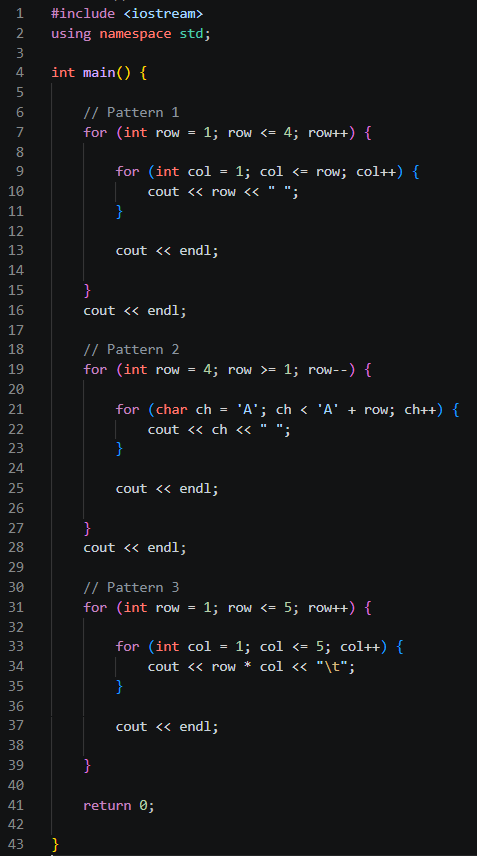 1 #include <iostream>
2 using namespace std;
3
4 int main() {
5
6     // Pattern 1
7     for (int row = 1; row <= 4; row++) {
8
9         for (int col = 1; col <= row; col++) {
10             cout << row << " ";
11         }
12
13         cout << endl;
14
15     }
16     cout << endl;
17
18     // Pattern 2
19     for (int row = 4; row >= 1; row--) {
20
21         for (char ch = 'A'; ch < 'A' + row; ch++) {
22             cout << ch << " ";
23         }
24
25         cout << endl;
26
27     }
28     cout << endl;
29
30     // Pattern 3
31     for (int row = 1; row <= 5; row++) {
32
33         for (int col = 1; col <= 5; col++) {
34             cout << row * col << "\t";
35         }
36
37         cout << endl;
38
39     }
40
41     return 0;
42
43 }